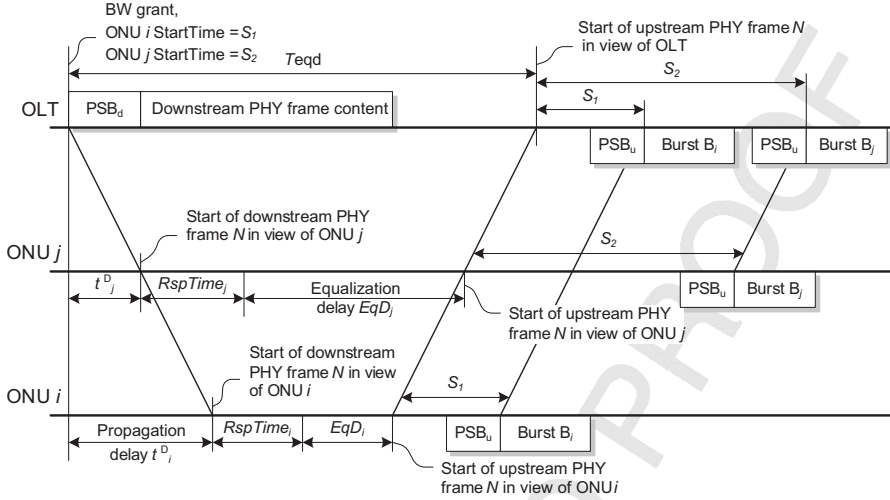 BW grant,
ONU i StartTime = S1
ONU j StartTime = S2
Teqd
Start of upstream PHY frame N
in view of OLT
S2
S1
OLT
PSBd
Downstream PHY frame content
PSBu
Burst Bi
PSBu
Burst Bj
Start of downstream PHY
frame N in view of ONU j
S2
ONU j
t D j
RspTimej
Equalization
delay EqDj
PSBu
Burst Bj
Start of upstream PHY
frame N in view of ONU j
Start of downstream
PHY frame N in view
of ONU i
S1
ONU i
Propagation
delay t D i
RspTimei
EqDi
PSBu
Burst Bi
Start of upstream PHY
frame N in view of ONU i
PROOF